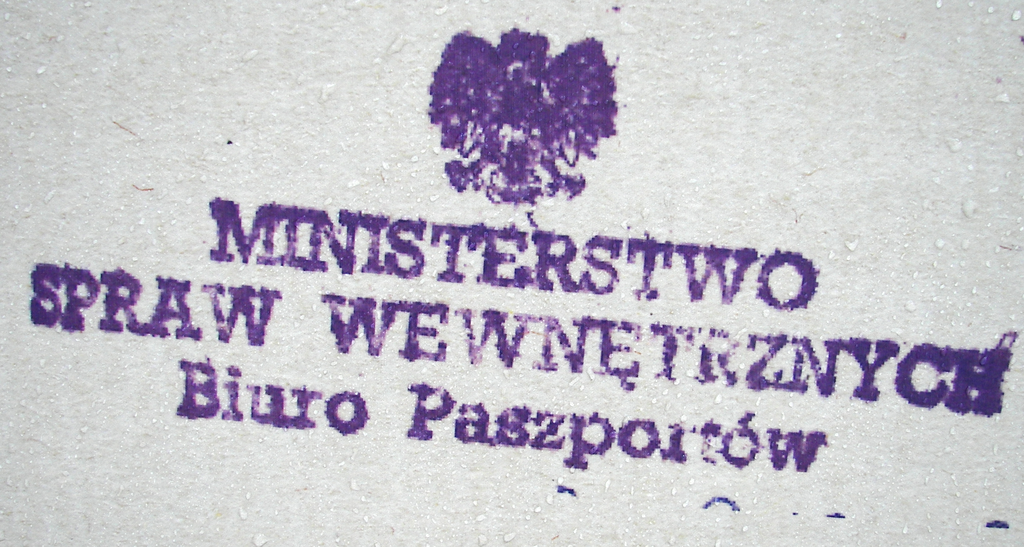 MINISTERSTWO
SPRAW WEWNĘTRZNYCH
Biuro Paszportów